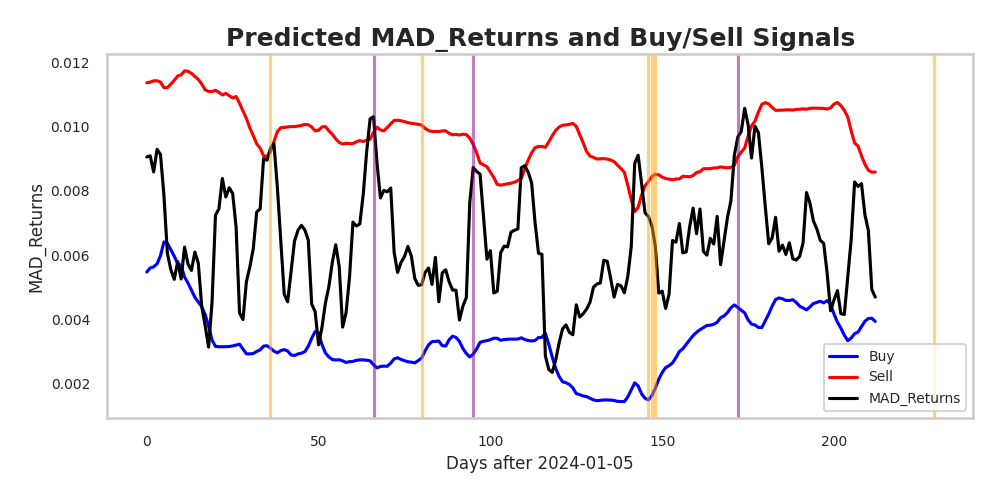 Predicted MAD_Returns and Buy/Sell Signals
MAD_Returns
0.012
0.010
0.008
0.006
0.004
0.002
0
50
100
150
200
Days after 2024-01-05
Buy
Sell
MAD_Returns